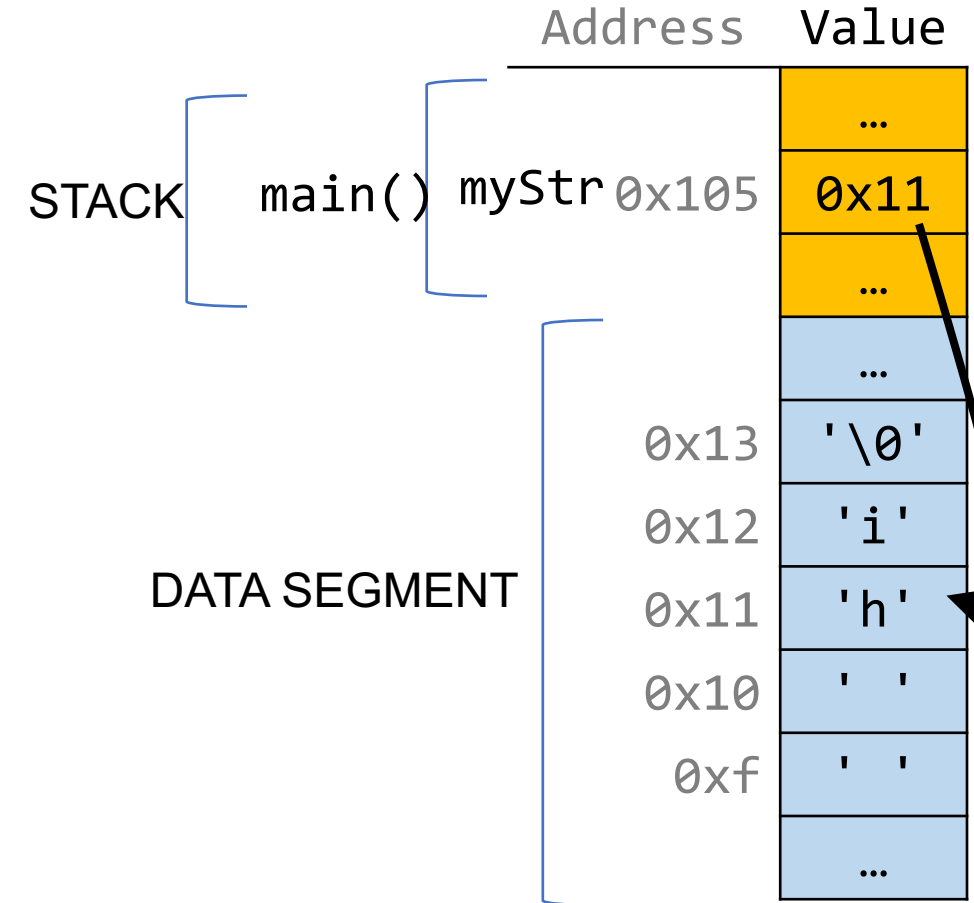 Address Value
…
STACK main() myStr 0x105 0x11
…
…
0x13 '\0'
0x12 'i'
DATA SEGMENT
0x11 'h'
0x10 ' '
0xf ' '
…